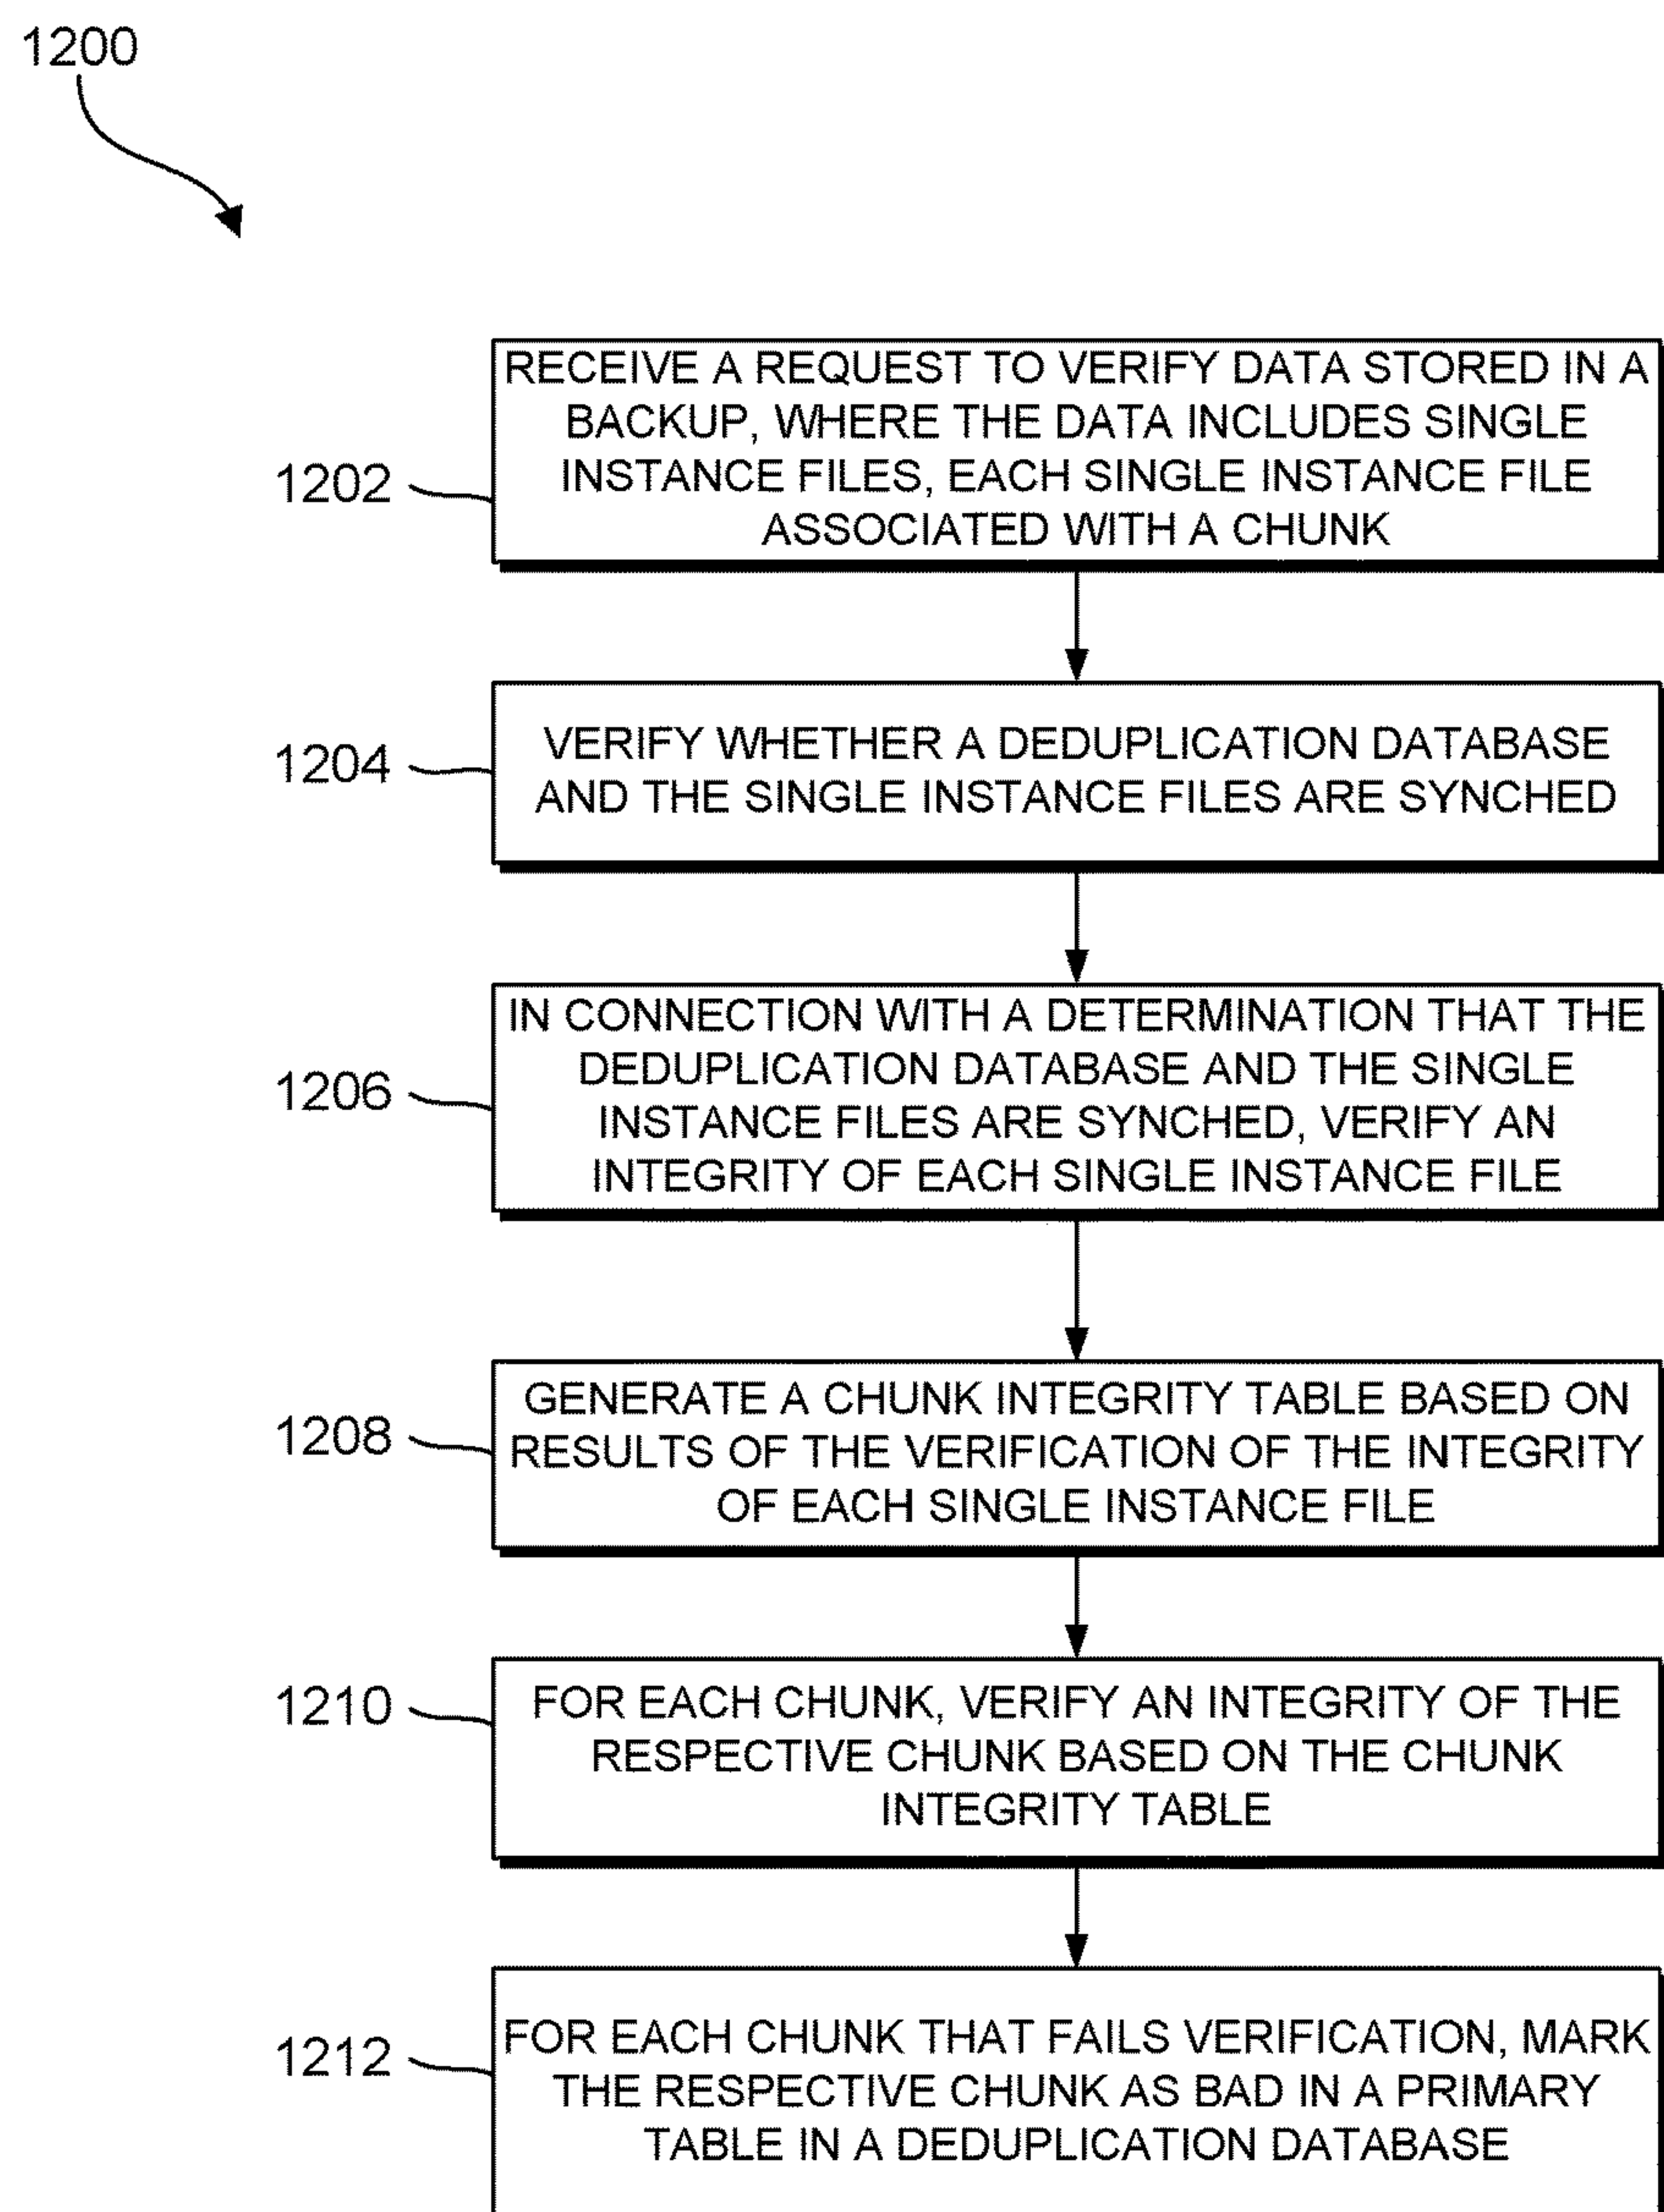 1200
RECEIVE A REQUEST TO VERIFY DATA STORED IN A
BACKUP, WHERE THE DATA INCLUDES SINGLE
INSTANCE FILES, EACH SINGLE INSTANCE FILE
ASSOCIATED WITH A CHUNK
1202
VERIFY WHETHER A DEDUPLICATION DATABASE
AND THE SINGLE INSTANCE FILES ARE SYNCHED
1204
IN CONNECTION WITH A DETERMINATION THAT THE
DEDUPLICATION DATABASE AND THE SINGLE
INSTANCE FILES ARE SYNCHED, VERIFY AN
INTEGRITY OF EACH SINGLE INSTANCE FILE
1206
GENERATE A CHUNK INTEGRITY TABLE BASED ON
RESULTS OF THE VERIFICATION OF THE INTEGRITY
OF EACH SINGLE INSTANCE FILE
1208
FOR EACH CHUNK, VERIFY AN INTEGRITY OF THE
RESPECTIVE CHUNK BASED ON THE CHUNK
INTEGRITY TABLE
1210
FOR EACH CHUNK THAT FAILS VERIFICATION, MARK
THE RESPECTIVE CHUNK AS BAD IN A PRIMARY
TABLE IN A DEDUPLICATION DATABASE
1212